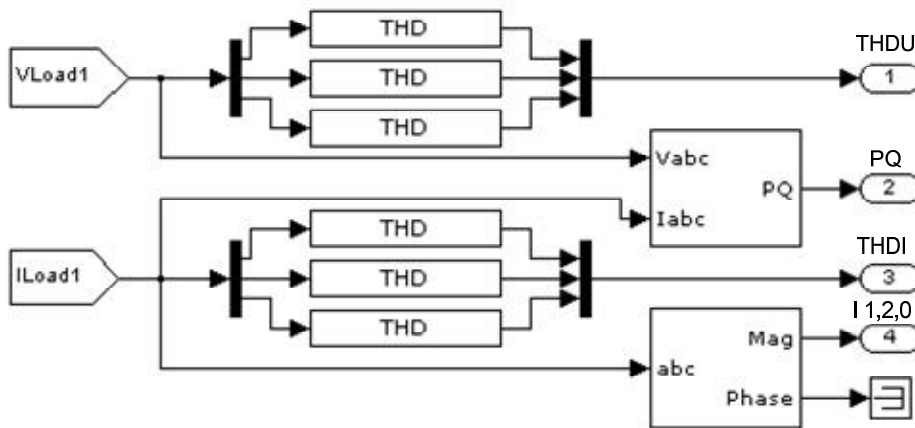 THD
THDU
VLoad1
THD
1
THD
Vabc
PQ
PQ
2
Iabc
THD
THDI
ILoad1
THD
3
THD
I 1,2,0
Mag
4
abc
Phase